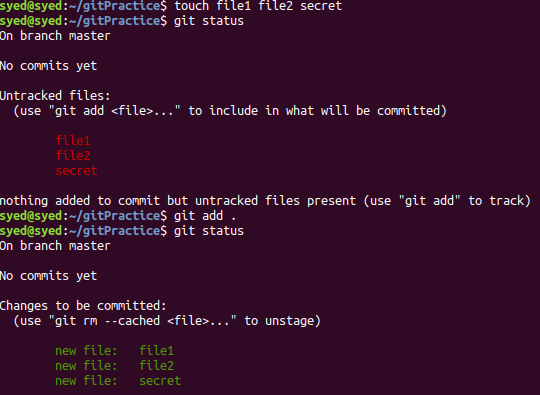 syed@syed:~/gitPractice$ touch file1 file2 secret
syed@syed:~/gitPractice$ git status
On branch master
No commits yet
Untracked files:
(use "git add <file>..." to include in what will be committed)
file1
file2
secret
nothing added to commit but untracked files present (use "git add" to track)
syed@syed:~/gitPractice$ git add .
syed@syed:~/gitPractice$ git status
On branch master
No commits yet
Changes to be committed:
(use "git rm --cached <file>..." to unstage)
new file:   file1
new file:   file2
new file:   secret